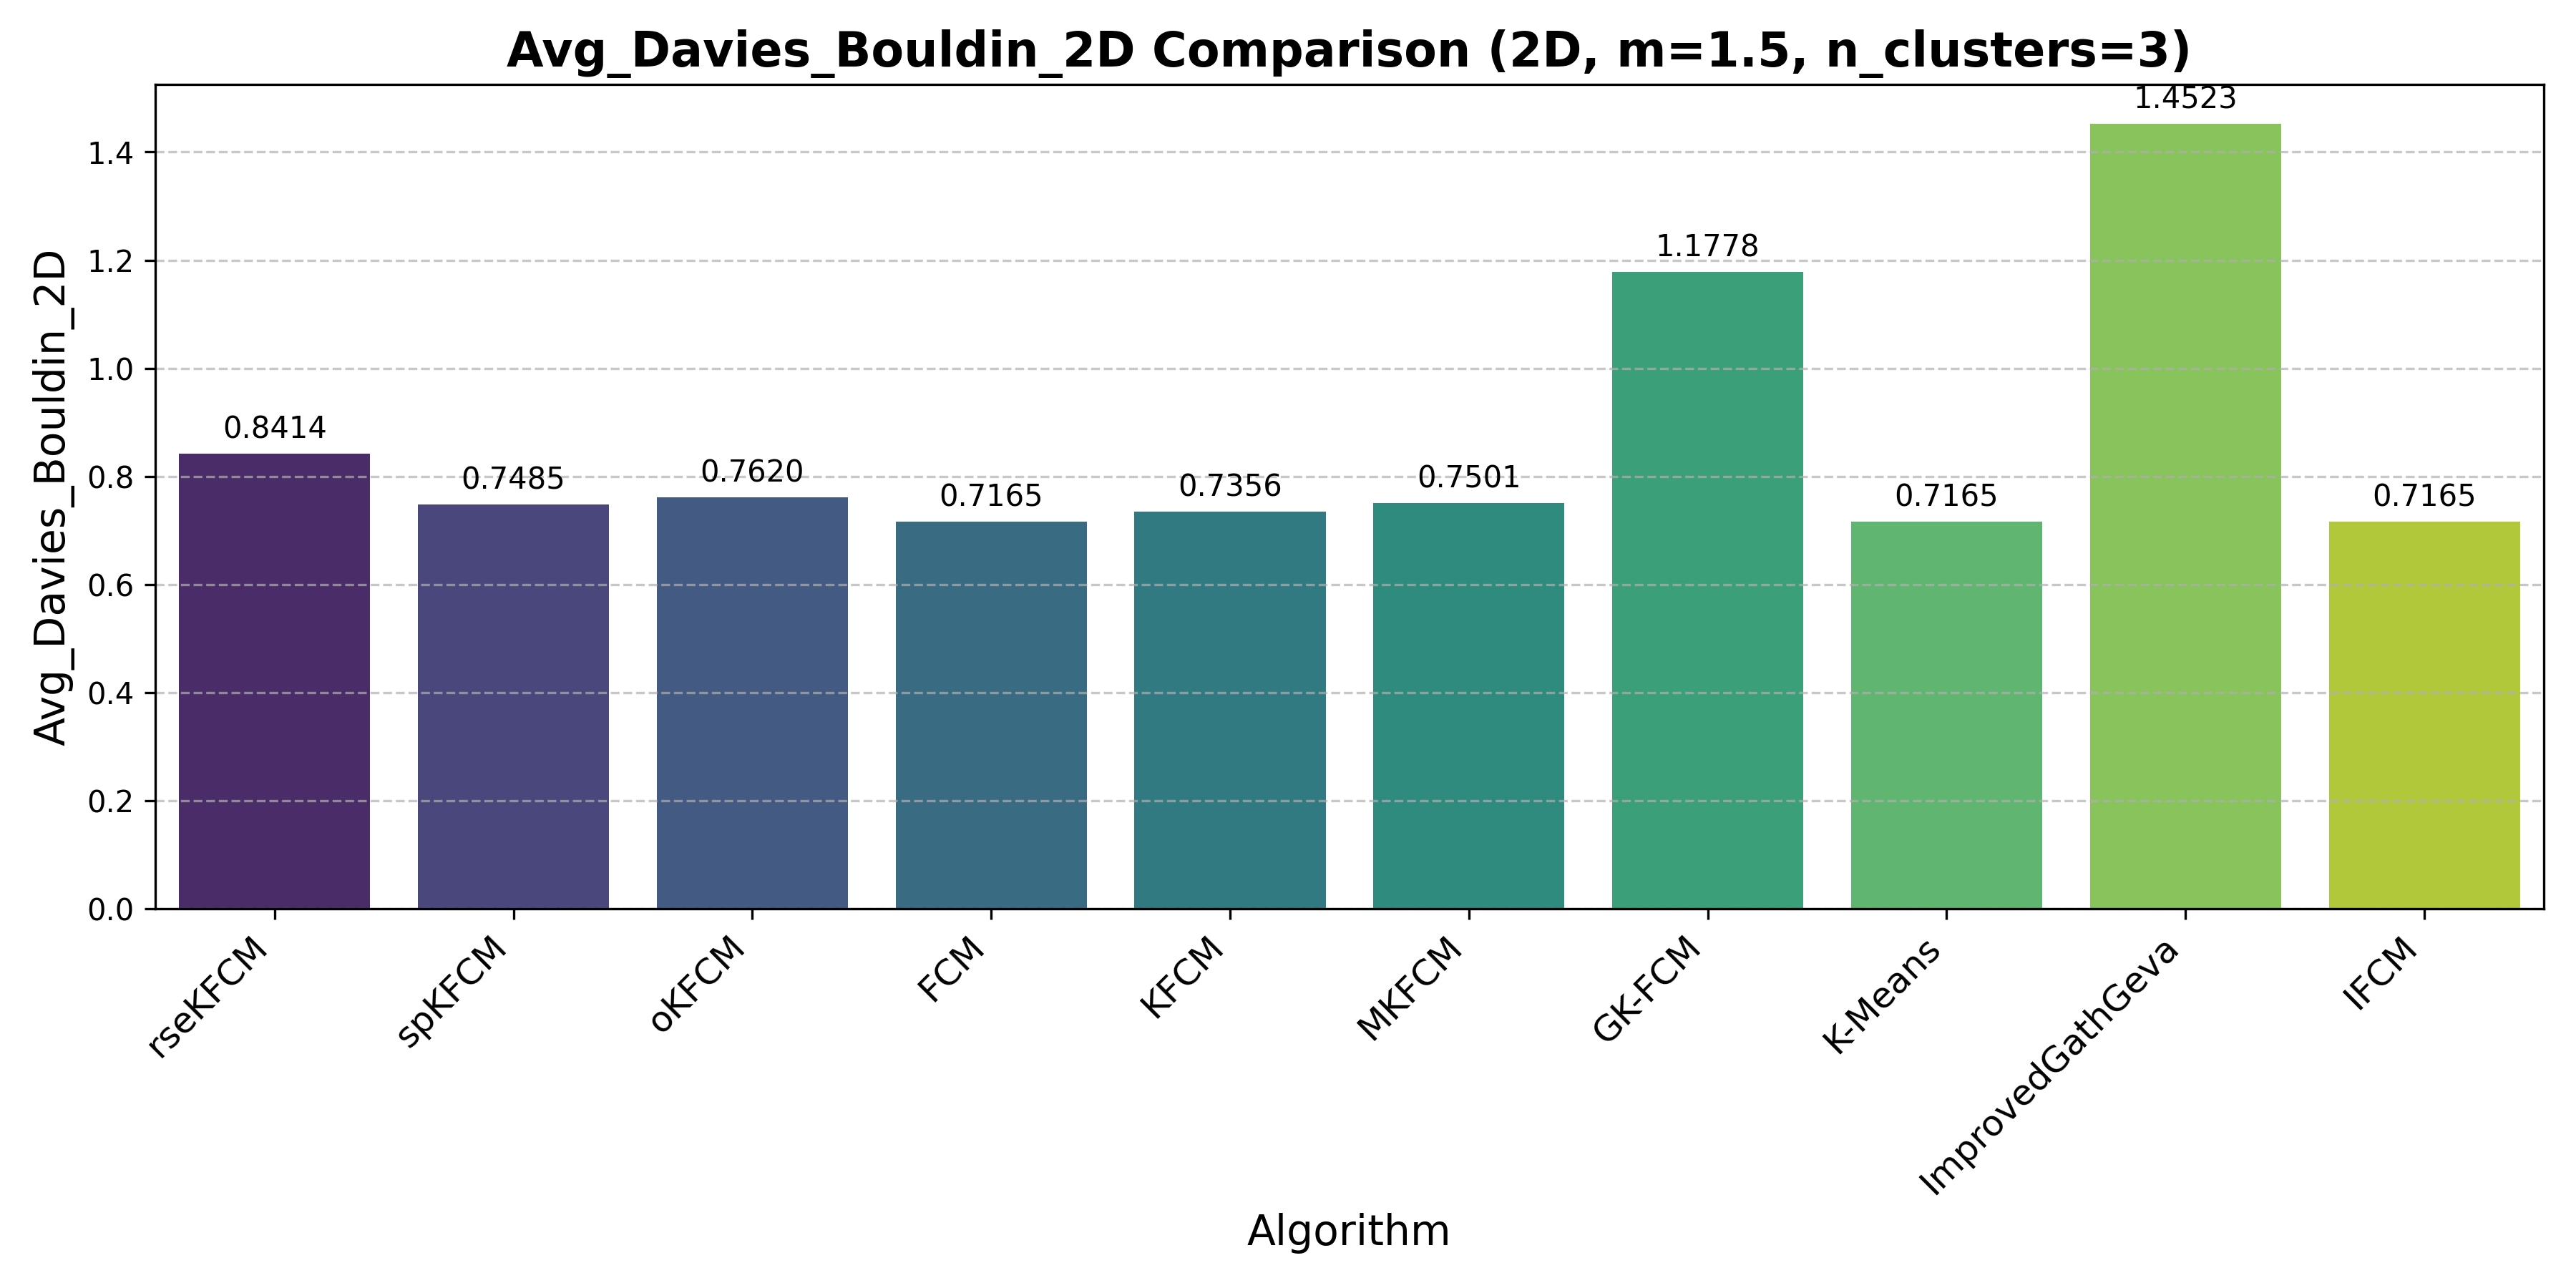 Avg_Davies_Bouldin_2D Comparison (2D, m=1.5, n_clusters=3)
Avg_Davies_Bouldin_2D
1.4
1.2
1.0
0.8
0.6
0.4
0.2
0.0
0.8414
0.7485
0.7620
0.7165
0.7356
0.7501
1.1778
0.7165
1.4523
0.7165
rseKFCM
spKFCM
oKFCM
FCM
KFCM
MKFCM
GK-FCM
K-Means
ImprovedGathGeva
IFCM
Algorithm